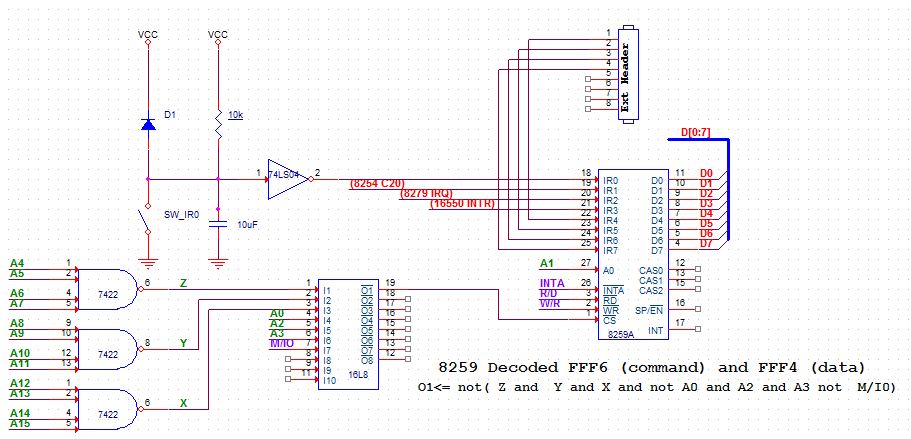 VCC
VCC
D1
10k
1
74LS04
2
SW_IR0
10uF
(8254 C20)
(8279 IRQ)
(16550 INTR)
1
2
3
4
5
6
7
8
Ext Header
D[0:7]
18 IR0 D0 11 D0
19 IR1 D1 10 D1
20 IR2 D2 9 D2
21 IR3 D3 8 D3
22 IR4 D4 7 D4
23 IR5 D5 6 D5
24 IR6 D6 5 D6
25 IR7 D7 4 D7
A1 27 A0 CAS0 12
CAS1 13
INTA 26 INTA CAS2 15
R/D 3 RD
W/R 2 WR SP/EN 16
1 CS
INT 17
8259A
A4 1
A5 2
A6 4
A7 5
7422
6
Z
A8 9
A9 10
A10 12
A11 13
7422
8
Y
A12 1
A13 2
A14 4
A15 5
7422
6
X
1 I1 O1 19
2 I2 O2 18
3 I3 O3 17
A0 4 I4 O4 16
A2 5 I5 O5 15
A3 6 I6 O6 14
M/IO 7 I7 O7 13
8 I8 O8 12
9 I9
11 I10
16L8
8259 Decoded FFF6 (command) and FFF4 (data)
O1<= not( Z and Y and X and not A0 and A2 and A3 not M/I0)